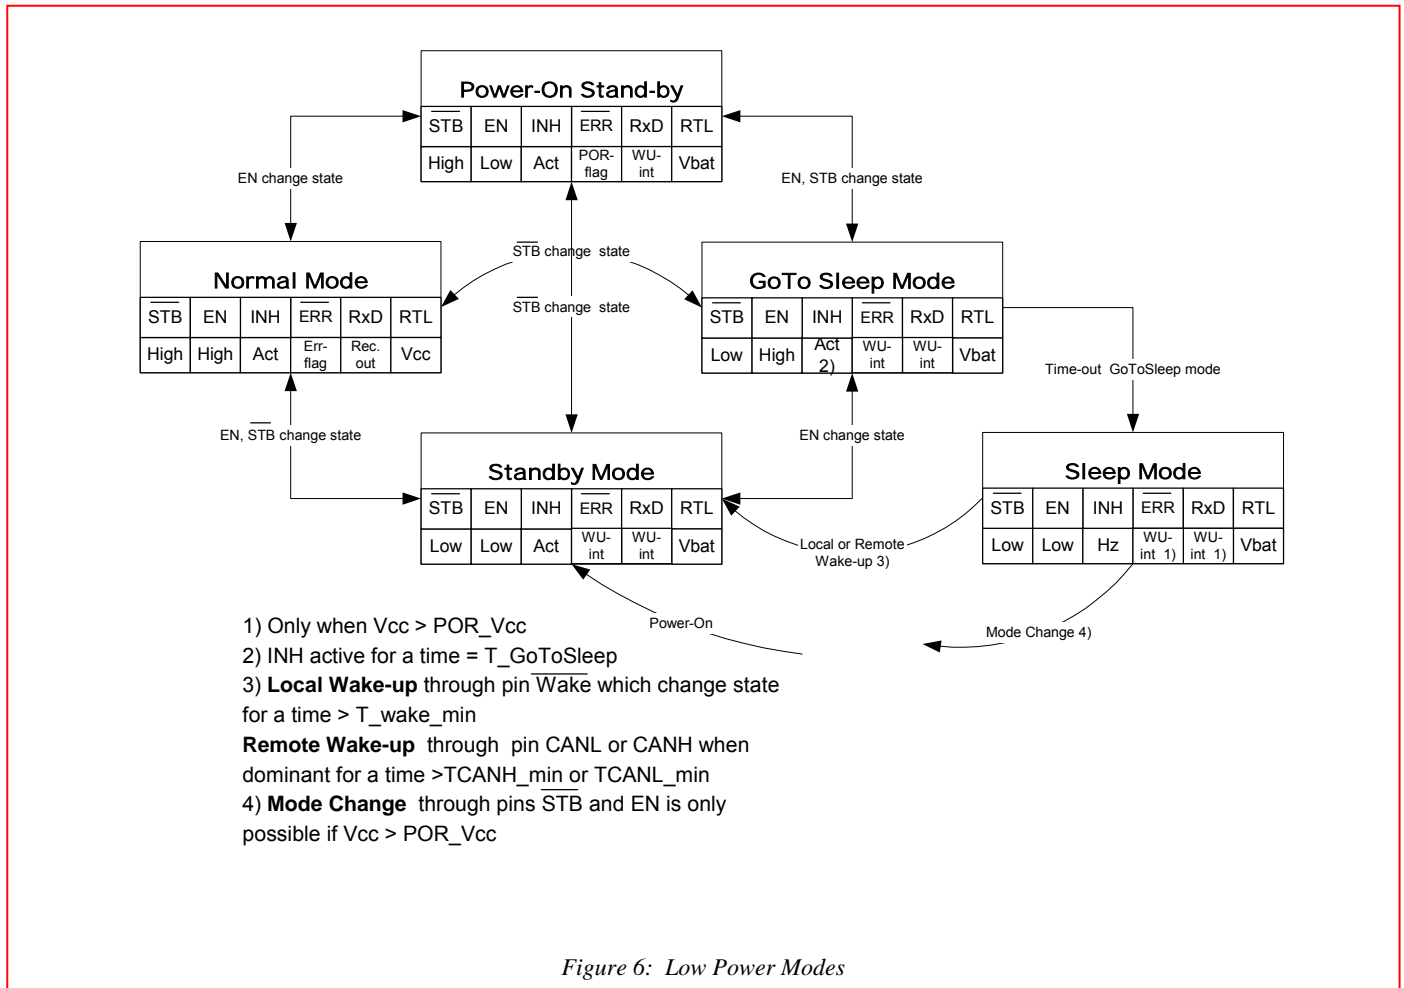 Power-On Stand-by
STB EN INH ERR RxD RTL
High Low Act POR-flag WU-int Vbat
EN change state
EN, STB change state
STB change state
Normal Mode
STB EN INH ERR RxD RTL
High High Act Err-flag Rec. out Vcc
GoTo Sleep Mode
STB EN INH ERR RxD RTL
Low High Act 2) WU-int WU-int Vbat
STB change state
Time-out GoToSleep mode
EN, STB change state
EN change state
Standby Mode
STB EN INH ERR RxD RTL
Low Low Act WU-int WU-int Vbat
Sleep Mode
STB EN INH ERR RxD RTL
Low Low Hz WU-int 1) WU-int 1) Vbat
Local or Remote
Wake-up 3)
Power-On
Mode Change 4)
1) Only when Vcc > POR_Vcc
2) INH active for a time = T_GoToSleep
3) Local Wake-up through pin Wake which change state
for a time > T_wake_min
Remote Wake-up through pin CANL or CANH when
dominant for a time >TCANH_min or TCANL_min
4) Mode Change through pins STB and EN is only
possible if Vcc > POR_Vcc
Figure 6: Low Power Modes